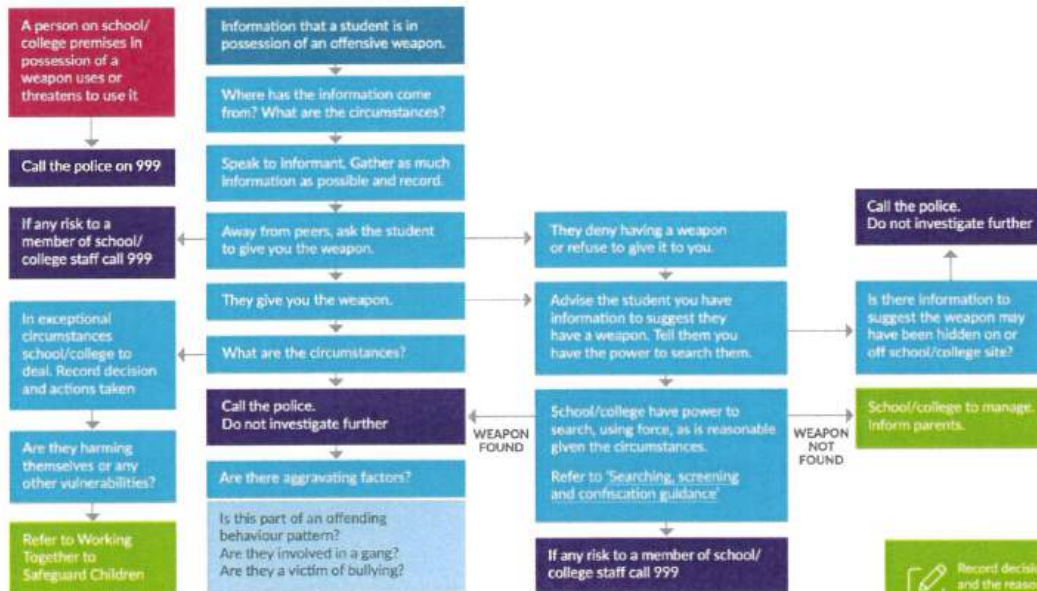 A person on school/
college premises in
possession of a
weapon uses or
threatens to use it
Call the police on 999
If any risk to a
member of school/
college staff call 999
In exceptional
circumstances
school/college to
deal. Record decision
and actions taken
Are they harming
themselves or any
other vulnerabilities?
Refer to Working
Together to
Safeguard Children
Information that a student is in
possession of an offensive weapon.
Where has the information come
from? What are the circumstances?
Speak to informant. Gather as much
information as possible and record.
Away from peers, ask the student
to give you the weapon.
They give you the weapon.
What are the circumstances?
Call the police.
Do not investigate further
Are there aggravating factors?
Is this part of an offending
behaviour pattern?
Are they involved in a gang?
Are they a victim of bullying?
WEAPON
FOUND
They deny having a weapon
or refuse to give it to you.
Advise the student you have
information to suggest they
have a weapon. Tell them you
have the power to search them.
School/college have power to
search, using force, as is reasonable
given the circumstances.
Refer to 'Searching, screening
and confiscation guidance'
If any risk to a member of school/
college staff call 999
WEAPON
NOT
FOUND
Call the police.
Do not investigate further
Is there information to
suggest the weapon may
have been hidden on or
off school/college site?
School/college to manage.
Inform parents.
Record
and the